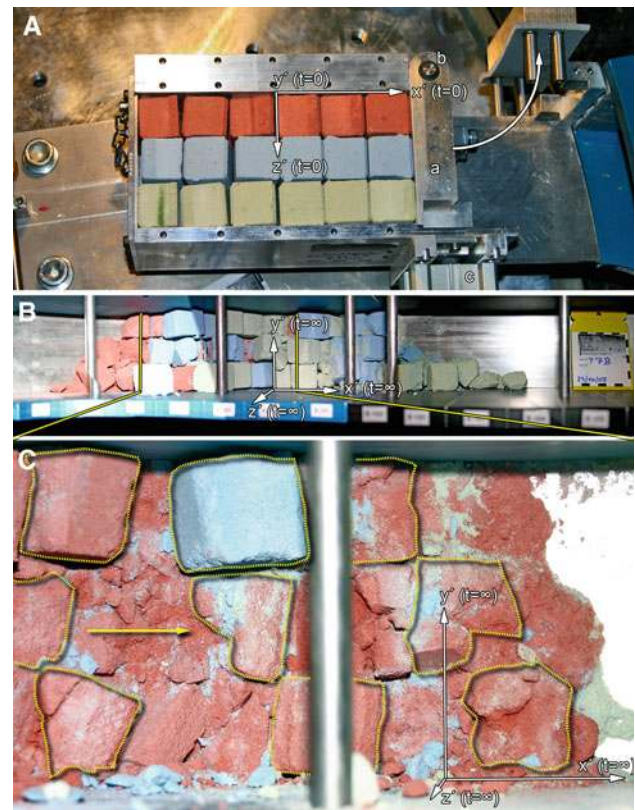 A
b
y´ (t=0)
x´ (t=0)
z´ (t=0)
a
c
B
y´ (t=∞)
x´ (t=∞)
z´ (t=∞)
C
y´ (t=∞)
x´ (t=∞)
z´ (t=∞)